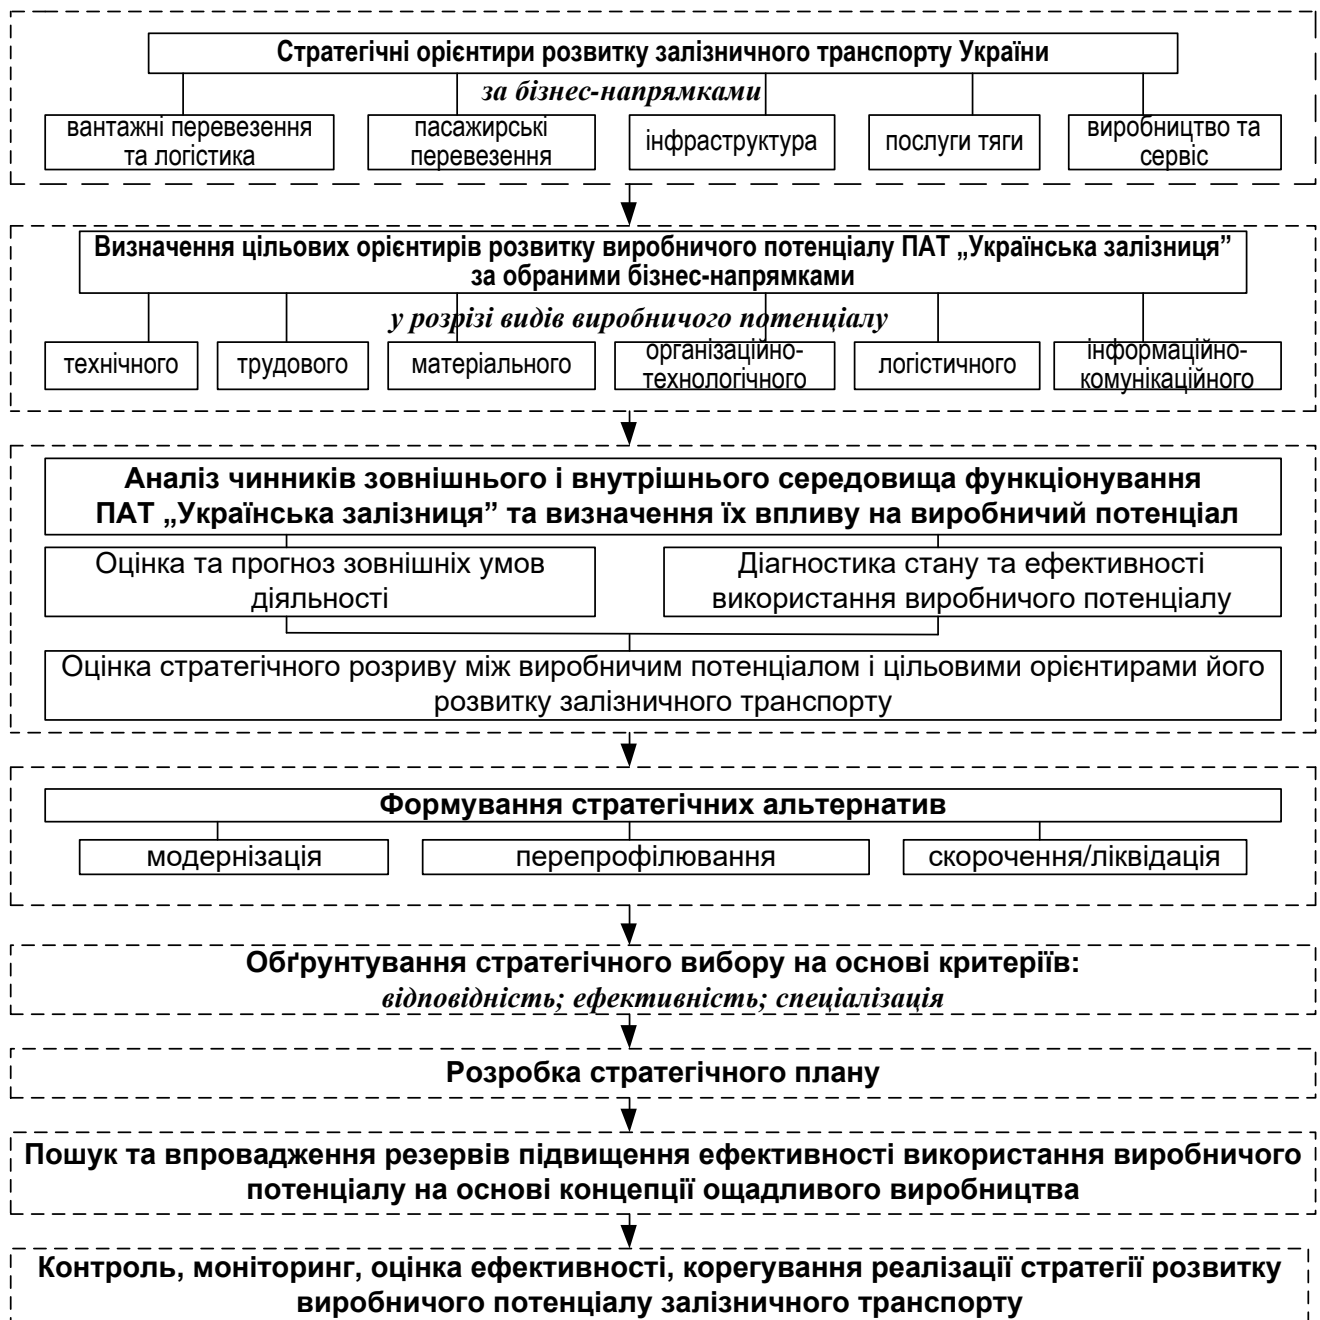 Стратегічні орієнтири розвитку залізничного транспорту України
за бізнес-напрямками
вантажні перевезення
та логістика
пасажирські
перевезення
інфраструктура
послуги тяги
виробництво та
сервіс
Визначення цільових орієнтирів розвитку виробничого потенціалу ПАТ „Українська залізниця”
за обраними бізнес-напрямками
у розрізі видів виробничого потенціалу
технічного
трудового
матеріального
організаційно-
технологічного
логістичного
інформаційно-
комунікаційного
Аналіз чинників зовнішнього і внутрішнього середовища функціонування
ПАТ „Українська залізниця” та визначення їх впливу на виробничий потенціал
Оцінка та прогноз зовнішніх умов
діяльності
Діагностика стану та ефективності
використання виробничого потенціалу
Оцінка стратегічного розриву між виробничим потенціалом і цільовими орієнтирами його
розвитку залізничного транспорту
Формування стратегічних альтернатив
модернізація
перепрофілювання
скорочення/ліквідація
Обґрунтування стратегічного вибору на основі критеріїв:
відповідність; ефективність; спеціалізація
Розробка стратегічного плану
Пошук та впровадження резервів підвищення ефективності використання виробничого
потенціалу на основі концепції ощадливого виробництва
Контроль, моніторинг, оцінка ефективності, корегування реалізації стратегії розвитку
виробничого потенціалу залізничного транспорту